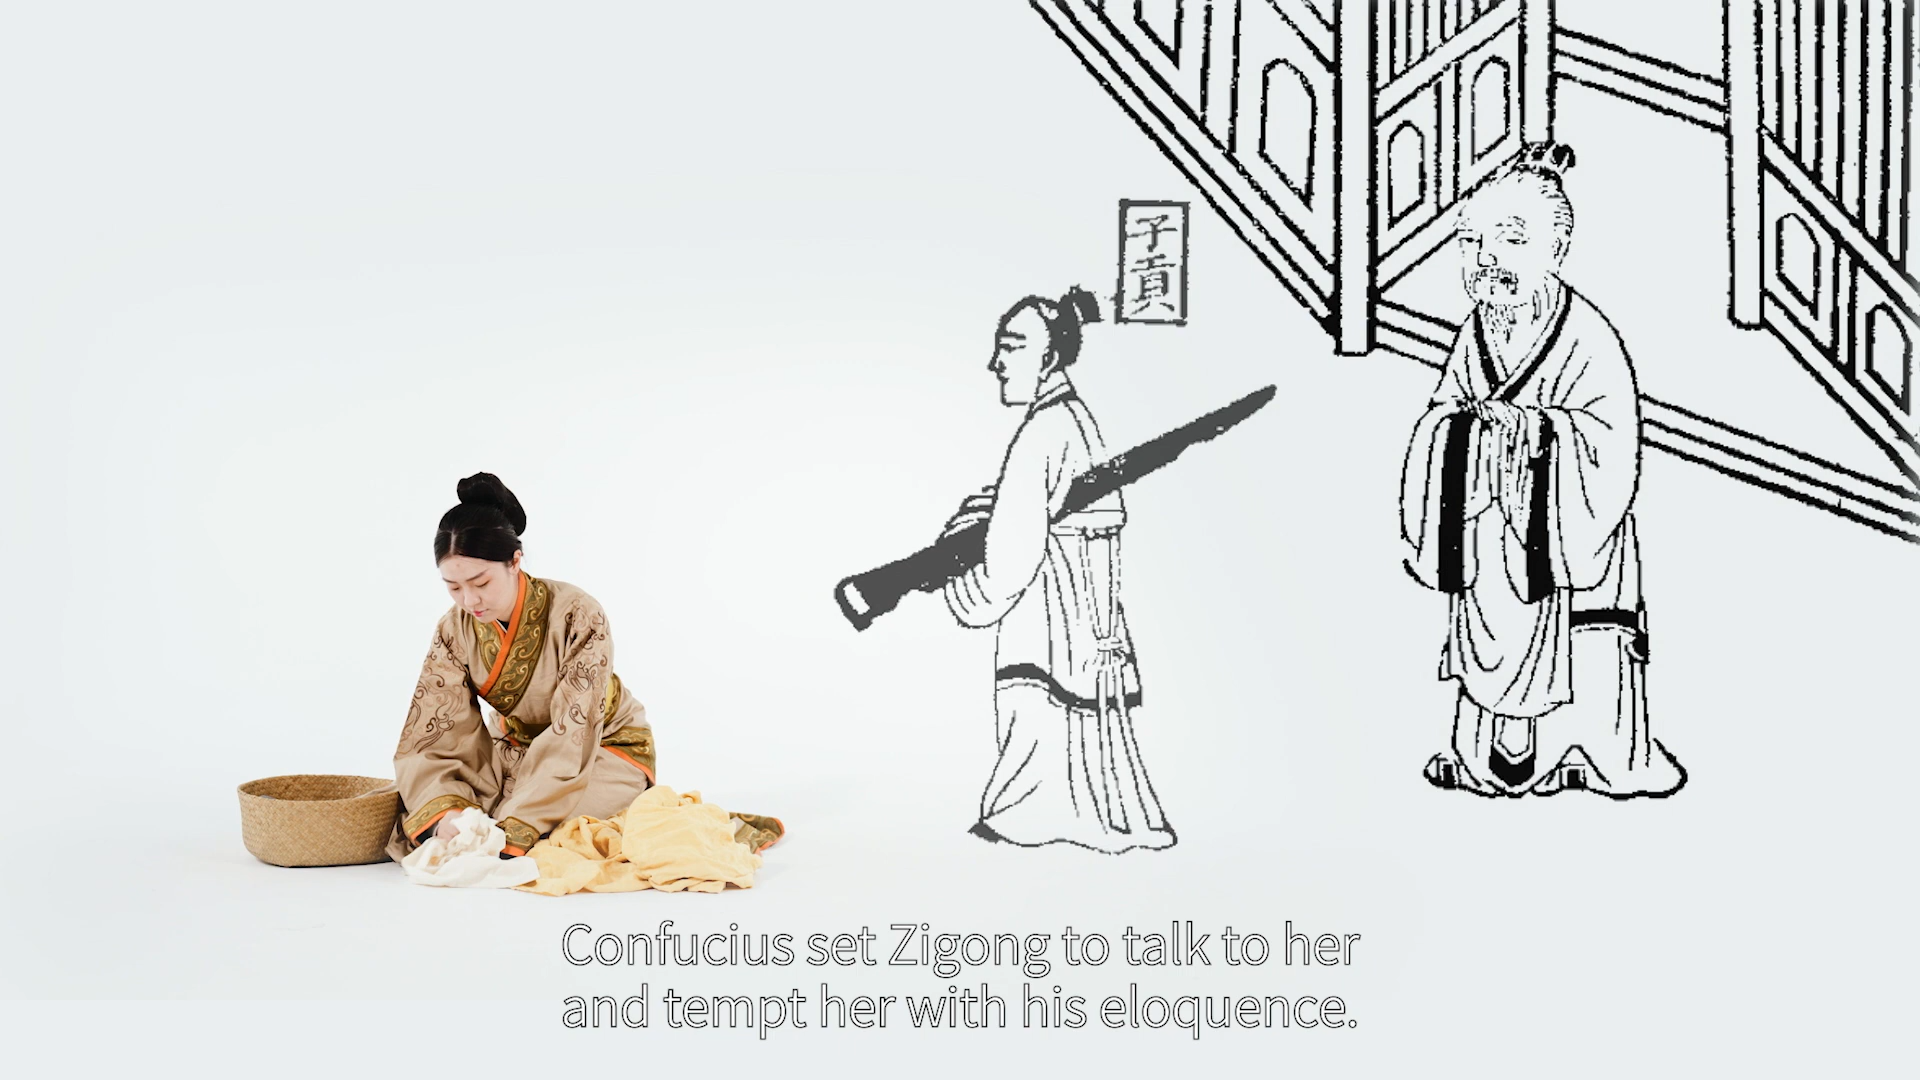 子貢
Confucius set Zigong to talk to her
and tempt her with his eloquence.